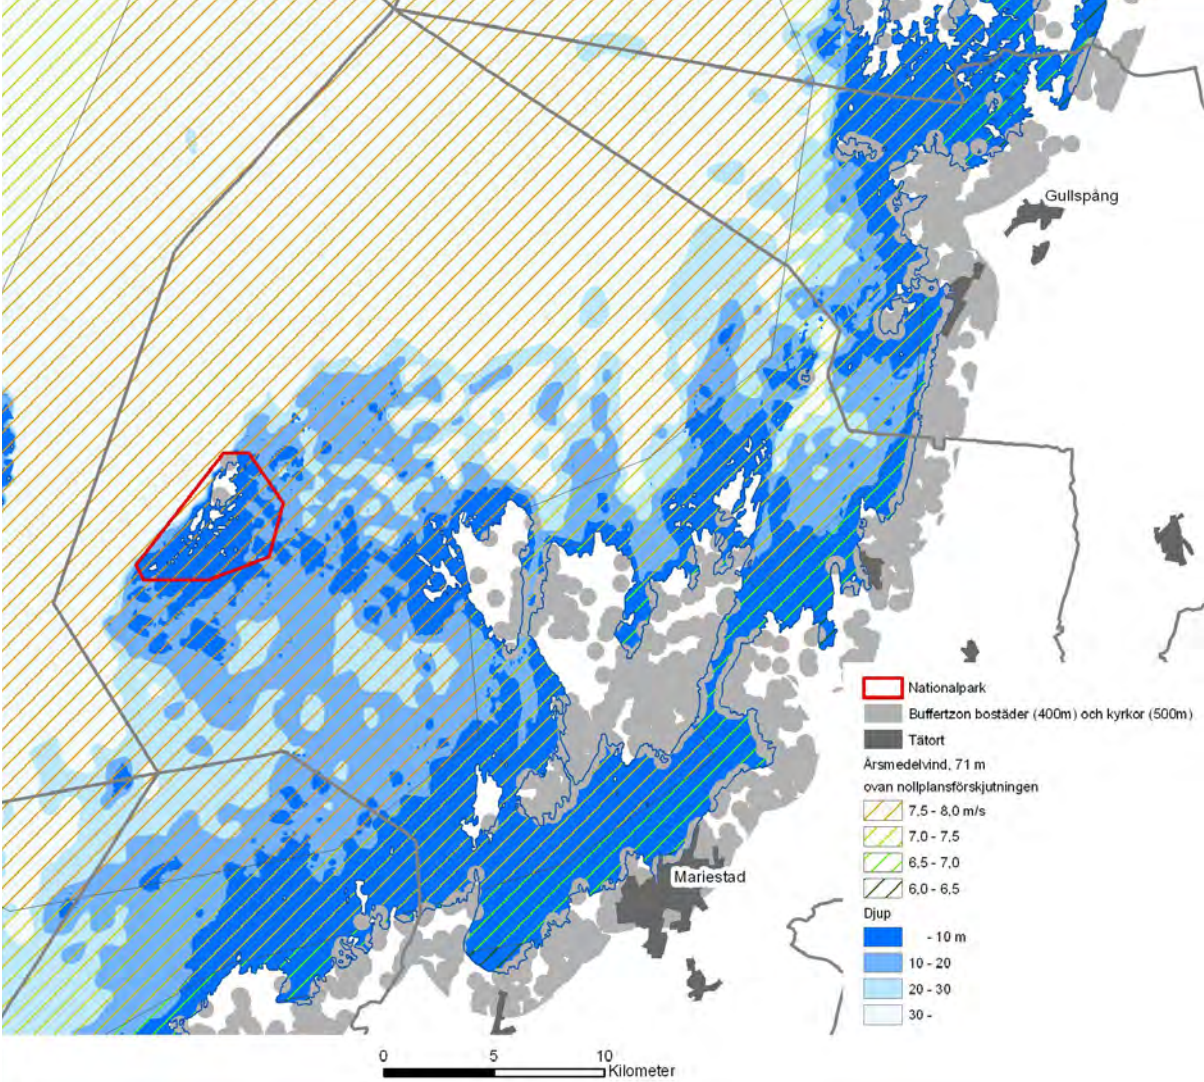 Gullspång
Nationalpark
Buffertzon bostäder (400m) och kyrkor (500m)
Tätort
Årsmedelvind, 71 m
ovan nollplansförskjutningen
7,5 - 8,0 m/s
7.0 - 7,5
6,5 - 7,0
6,0 - 6,5
Mariestad
Djup
- 10 m
10 - 20
20 - 30
30 -
0 5 10
Kilometer